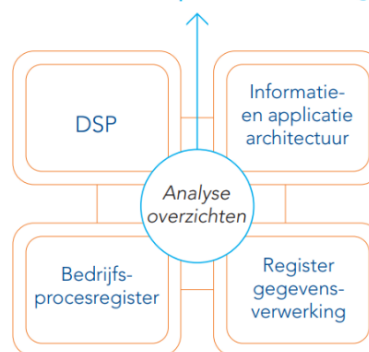 DSP
Informatie-
en applicatie
architectuur
Analyse
overzichten
Bedrijfs-
procesregister
Register
gegevens-
verwerking